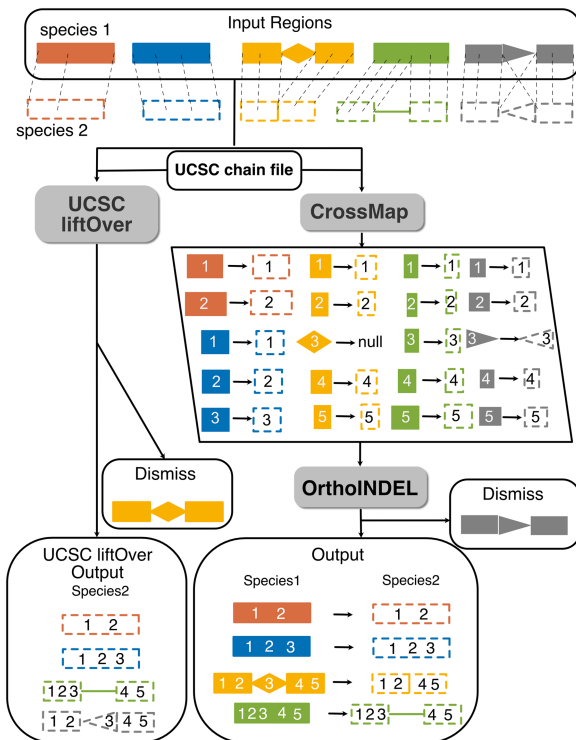 Input Regions
species 1
species 2
UCSC chain file
UCSC
liftOver
CrossMap
1 1 1 1 1 1 1 1
2 2 2 2 2 2 2 2
1 1 3 null 3 3 3 3
2 2 4 4 4 4 4 4
3 3 5 5 5 5 5 5
OrthoINDEL
Dismiss
Dismiss
UCSC liftOver
Output
Species2
1 2
1 2 3
123 4 5
1 2 3 4 5
Output
Species1 Species2
1 2 1 2
1 2 3 1 2 3
1 2 3 4 5 1 2 4 5
123 4 5 123 4 5